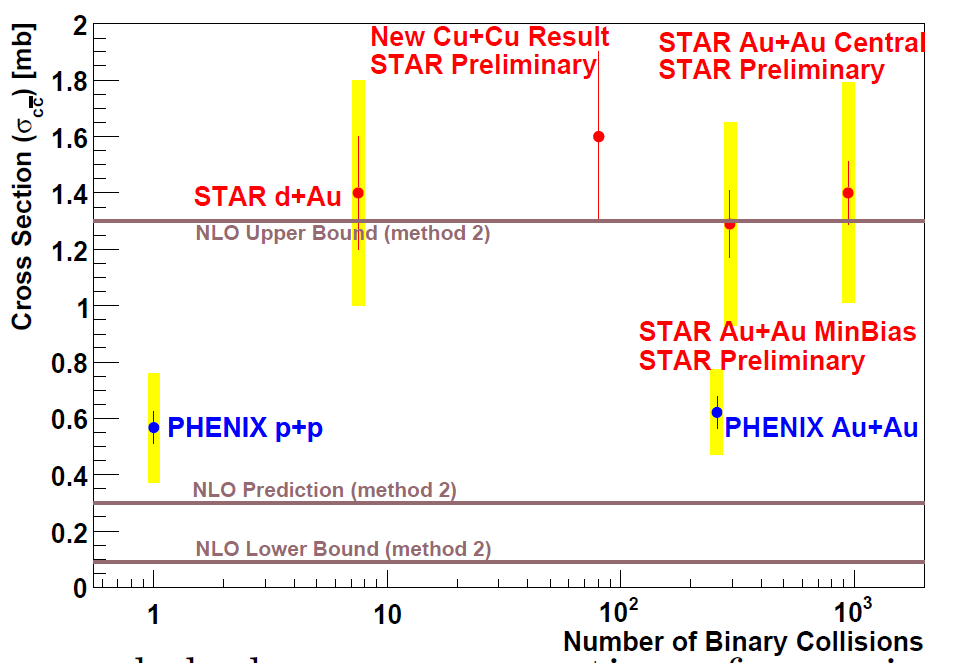 Cross Section (σcc̄) [mb]
2
1.8
1.6
1.4
1.2
1
0.8
0.6
0.4
0.2
0
New Cu+Cu Result
STAR Preliminary
STAR Au+Au Central
STAR Preliminary
STAR d+Au
NLO Upper Bound (method 2)
STAR Au+Au MinBias
STAR Preliminary
PHENIX p+p
PHENIX Au+Au
NLO Prediction (method 2)
NLO Lower Bound (method 2)
1
10
10²
10³
Number of Binary Collisions